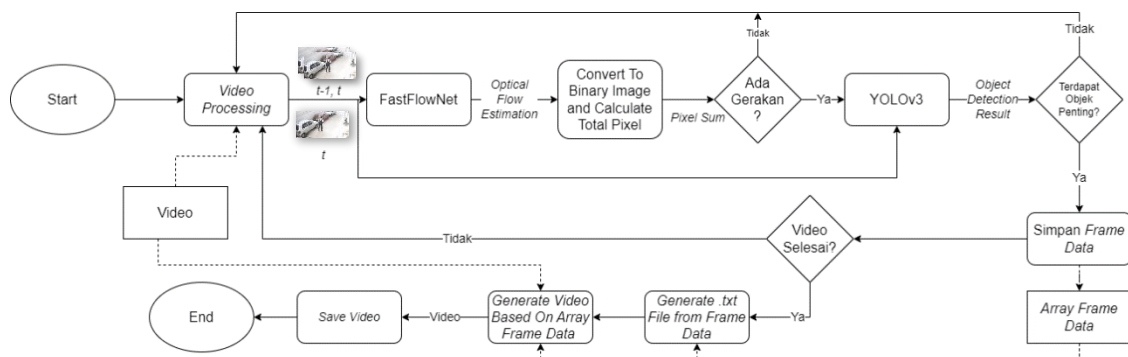 Tidak
Tidak
Start
Video
Processing
t-1, t
t
FastFlowNet
Optical
Flow
Estimation
Convert To
Binary Image
and Calculate
Total Pixel
Pixel Sum
Ada
Gerakan
?
Ya
YOLOv3
Object
Detection
Result
Terdapat
Objek
Penting?
Ya
Video
Tidak
Video
Selesai?
Simpan Frame
Data
End
Save Video
Video
Generate Video
Based On Array
Frame Data
Generate .txt
File from Frame
Data
Ya
Array Frame
Data